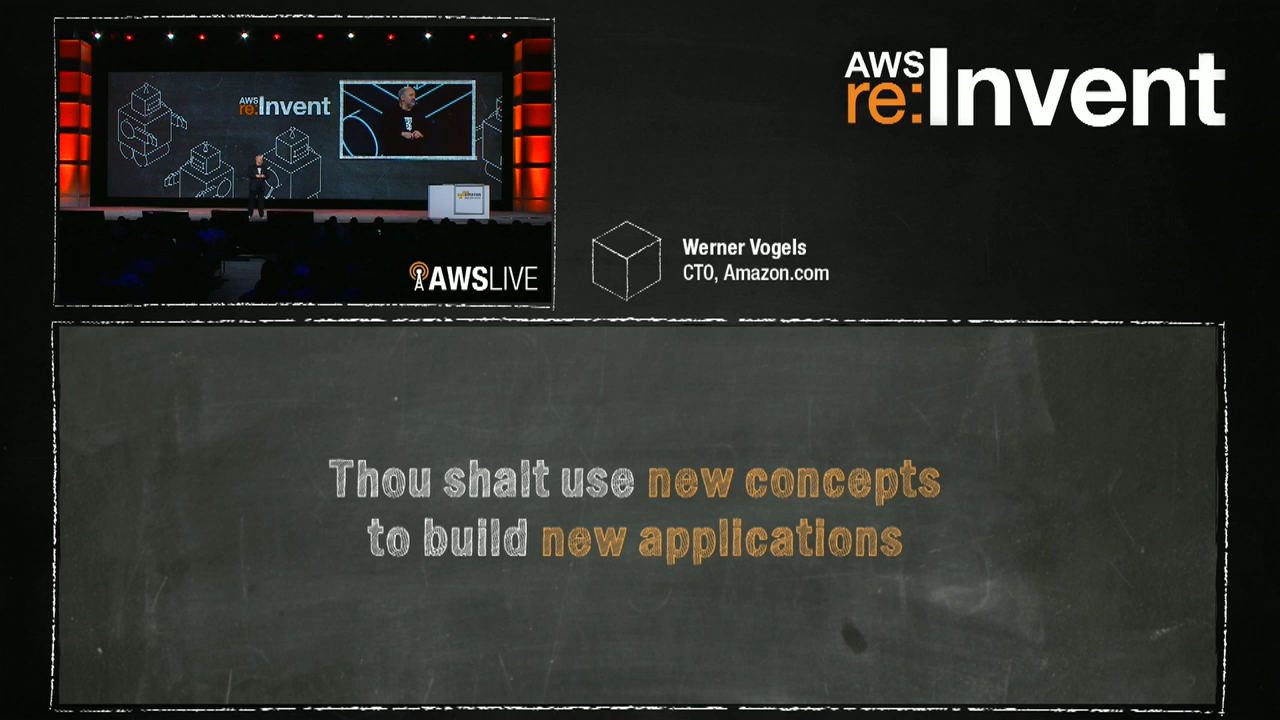 AWS
re:Invent
AWS
re:Invent
AWSLIVE
Werner Vogels
CTO, Amazon.com
Thou shalt use new concepts
to build new applications